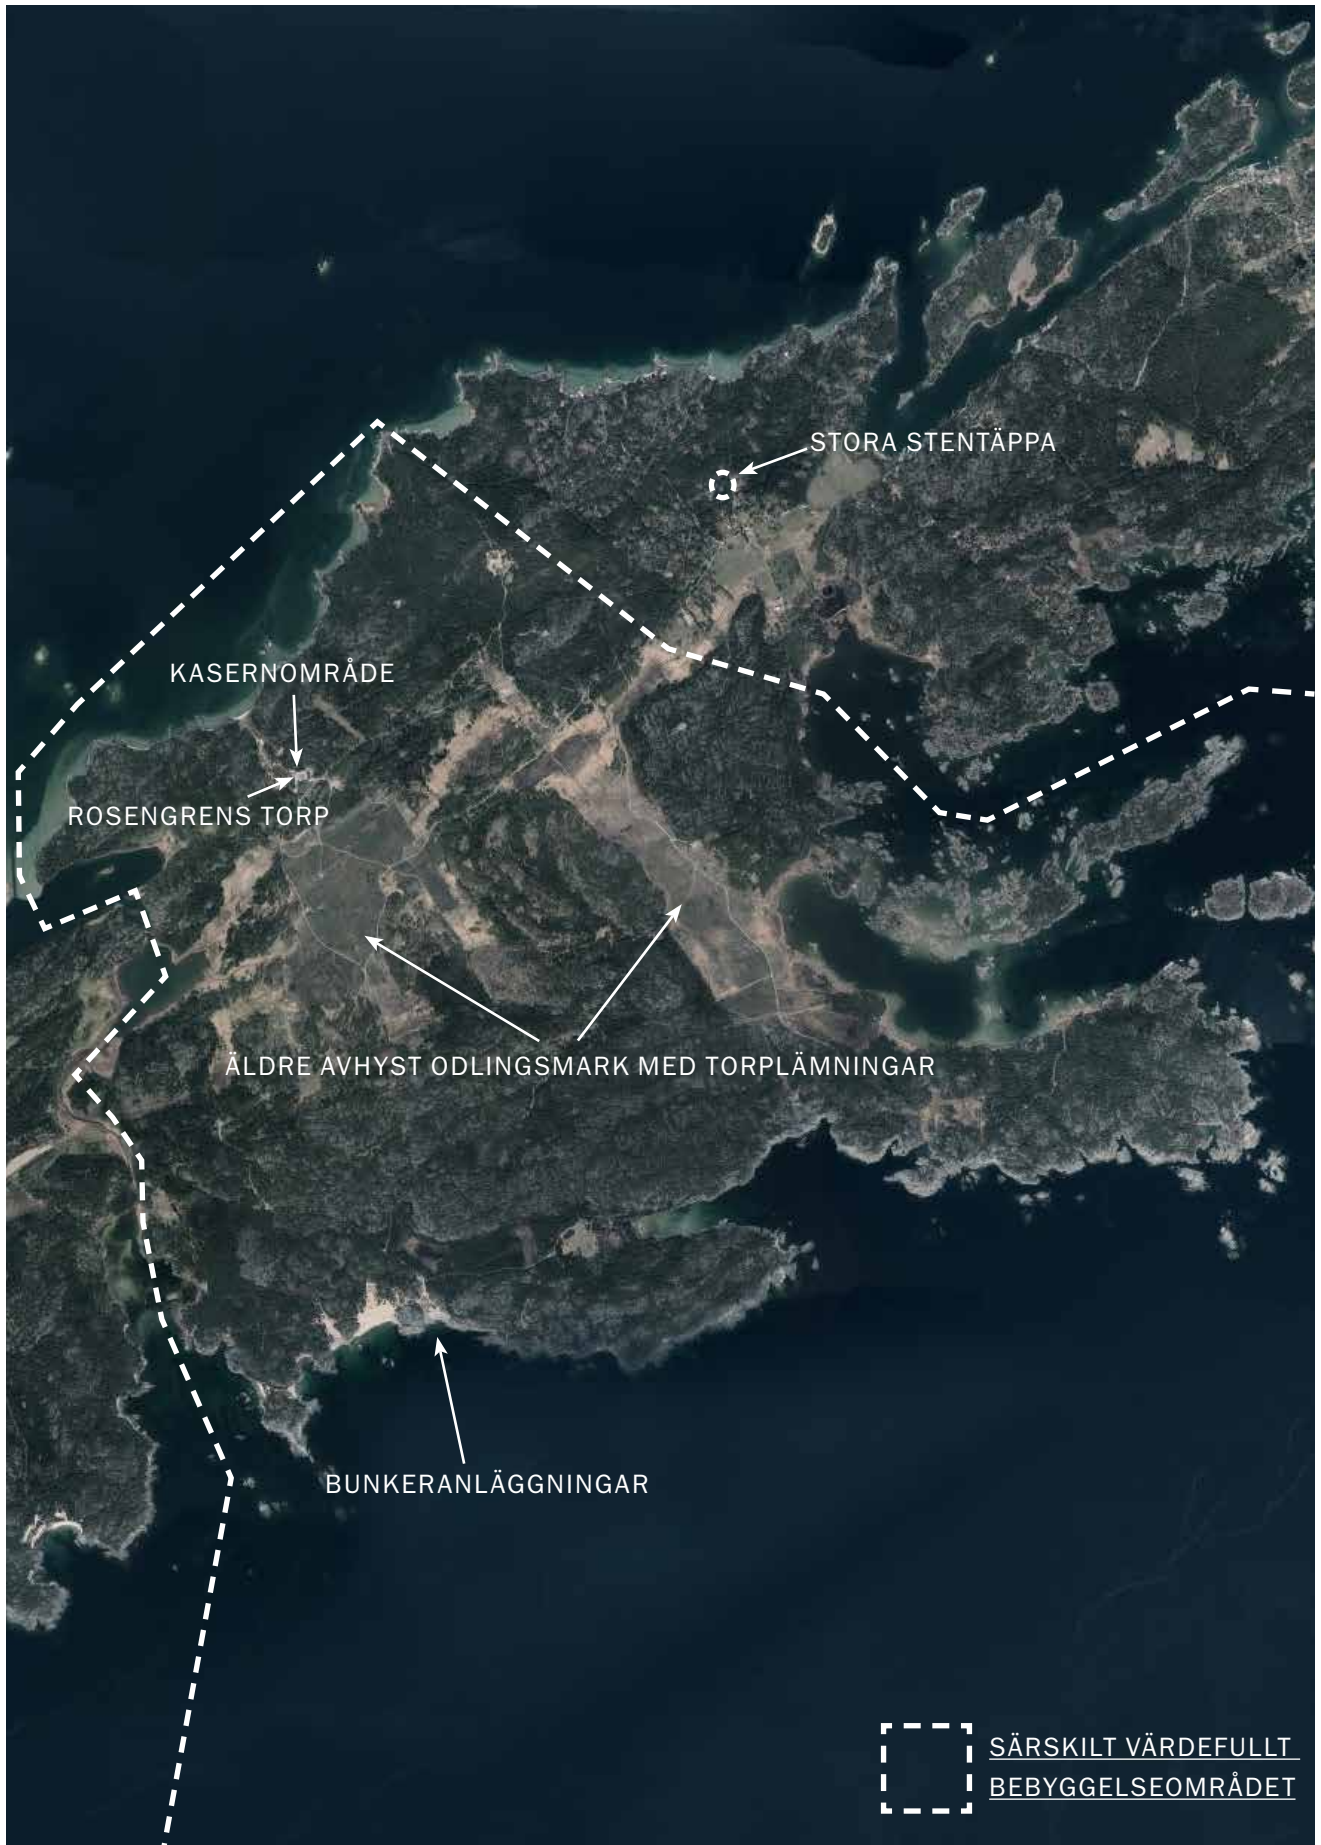 STORA STENTÄPPA
KASERNOMRÅDE
ROSENGRENS TORP
ÄLDRE AVHYST ODLINGSMARK MED TORPLÄMNINGAR
BUNKERANLÄGGNINGAR
SÄRSKILT VÄRDEFULLT
BEBYGGELSEOMRÅDET